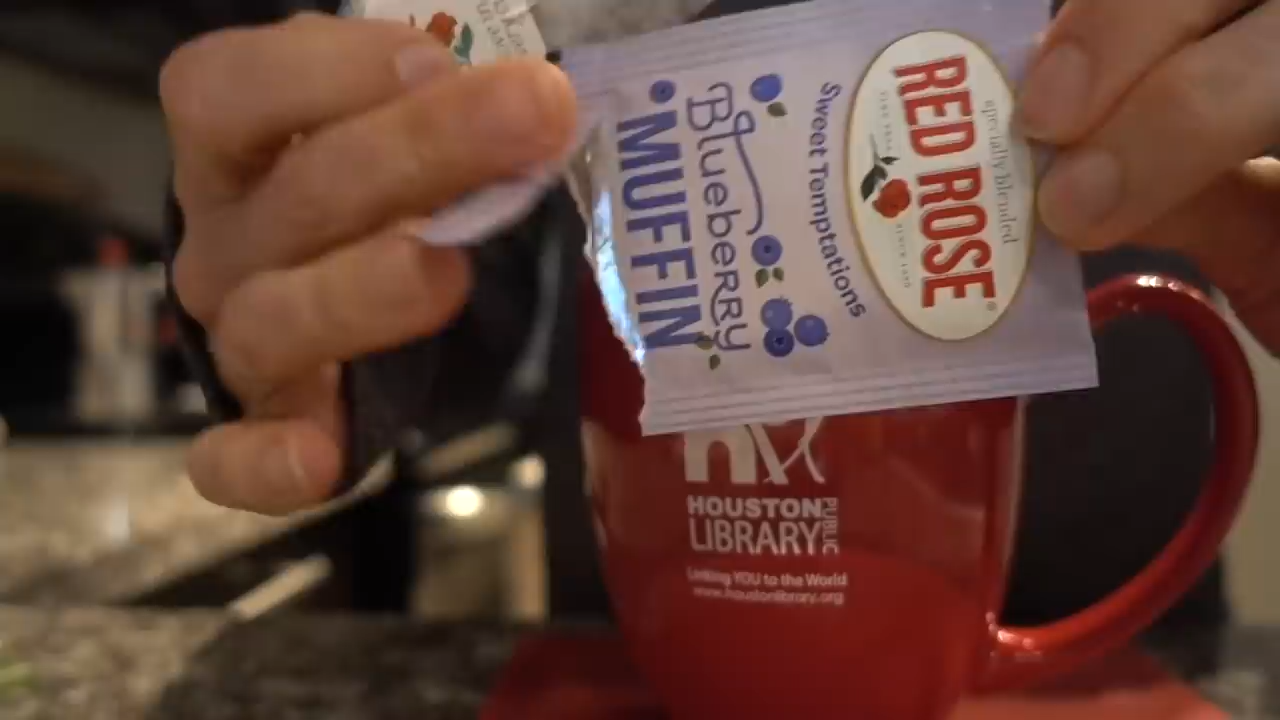 specially blended
RED ROSE®
Sweet Temptations
Blueberry
MUFFIN
HOUSTON
LIBRARY
PUBLIC
Linking YOU to the World
www.houstonlibrary.org